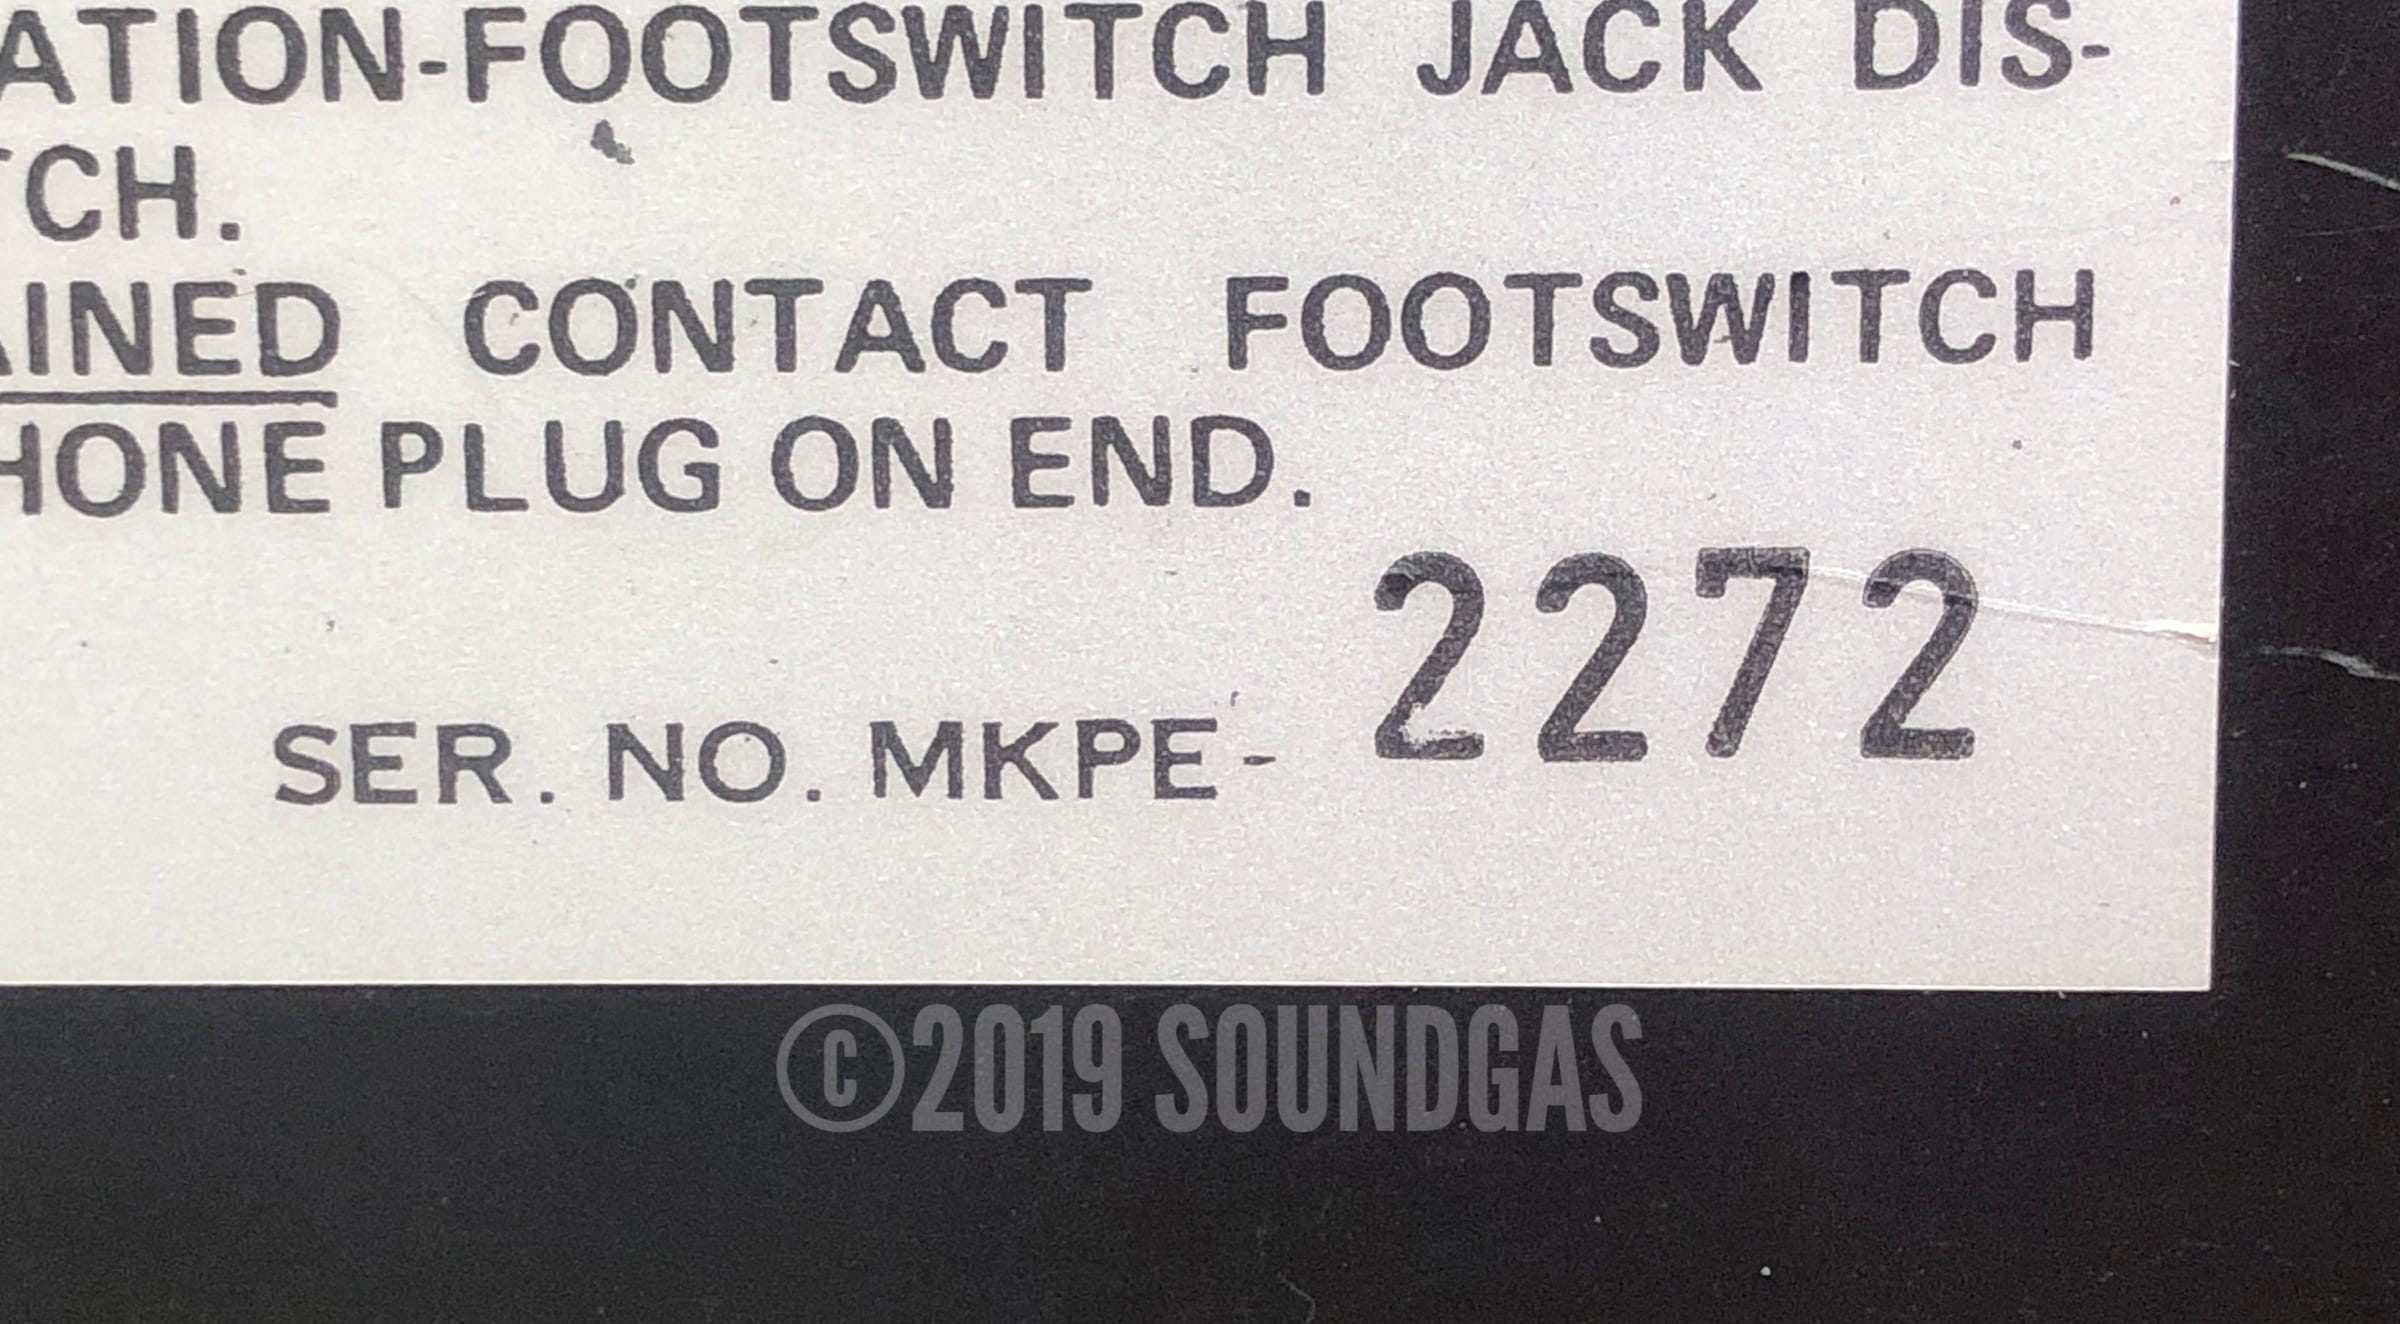 ATION-FOOTSWITCH JACK DIS-
TCH.
AINED CONTACT FOOTSWITCH
HONE PLUG ON END.
SER. NO. MKPE- 2272
©2019 SOUNDGAS